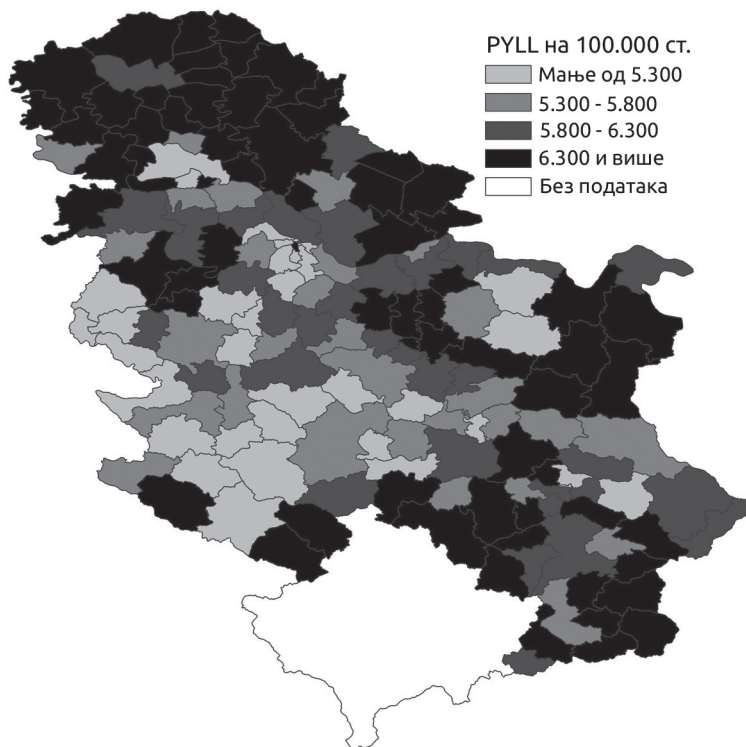 PYLL на 100.000 ст.
Мање од 5.300
5.300 - 5.800
5.800 - 6.300
6.300 и више
Без података